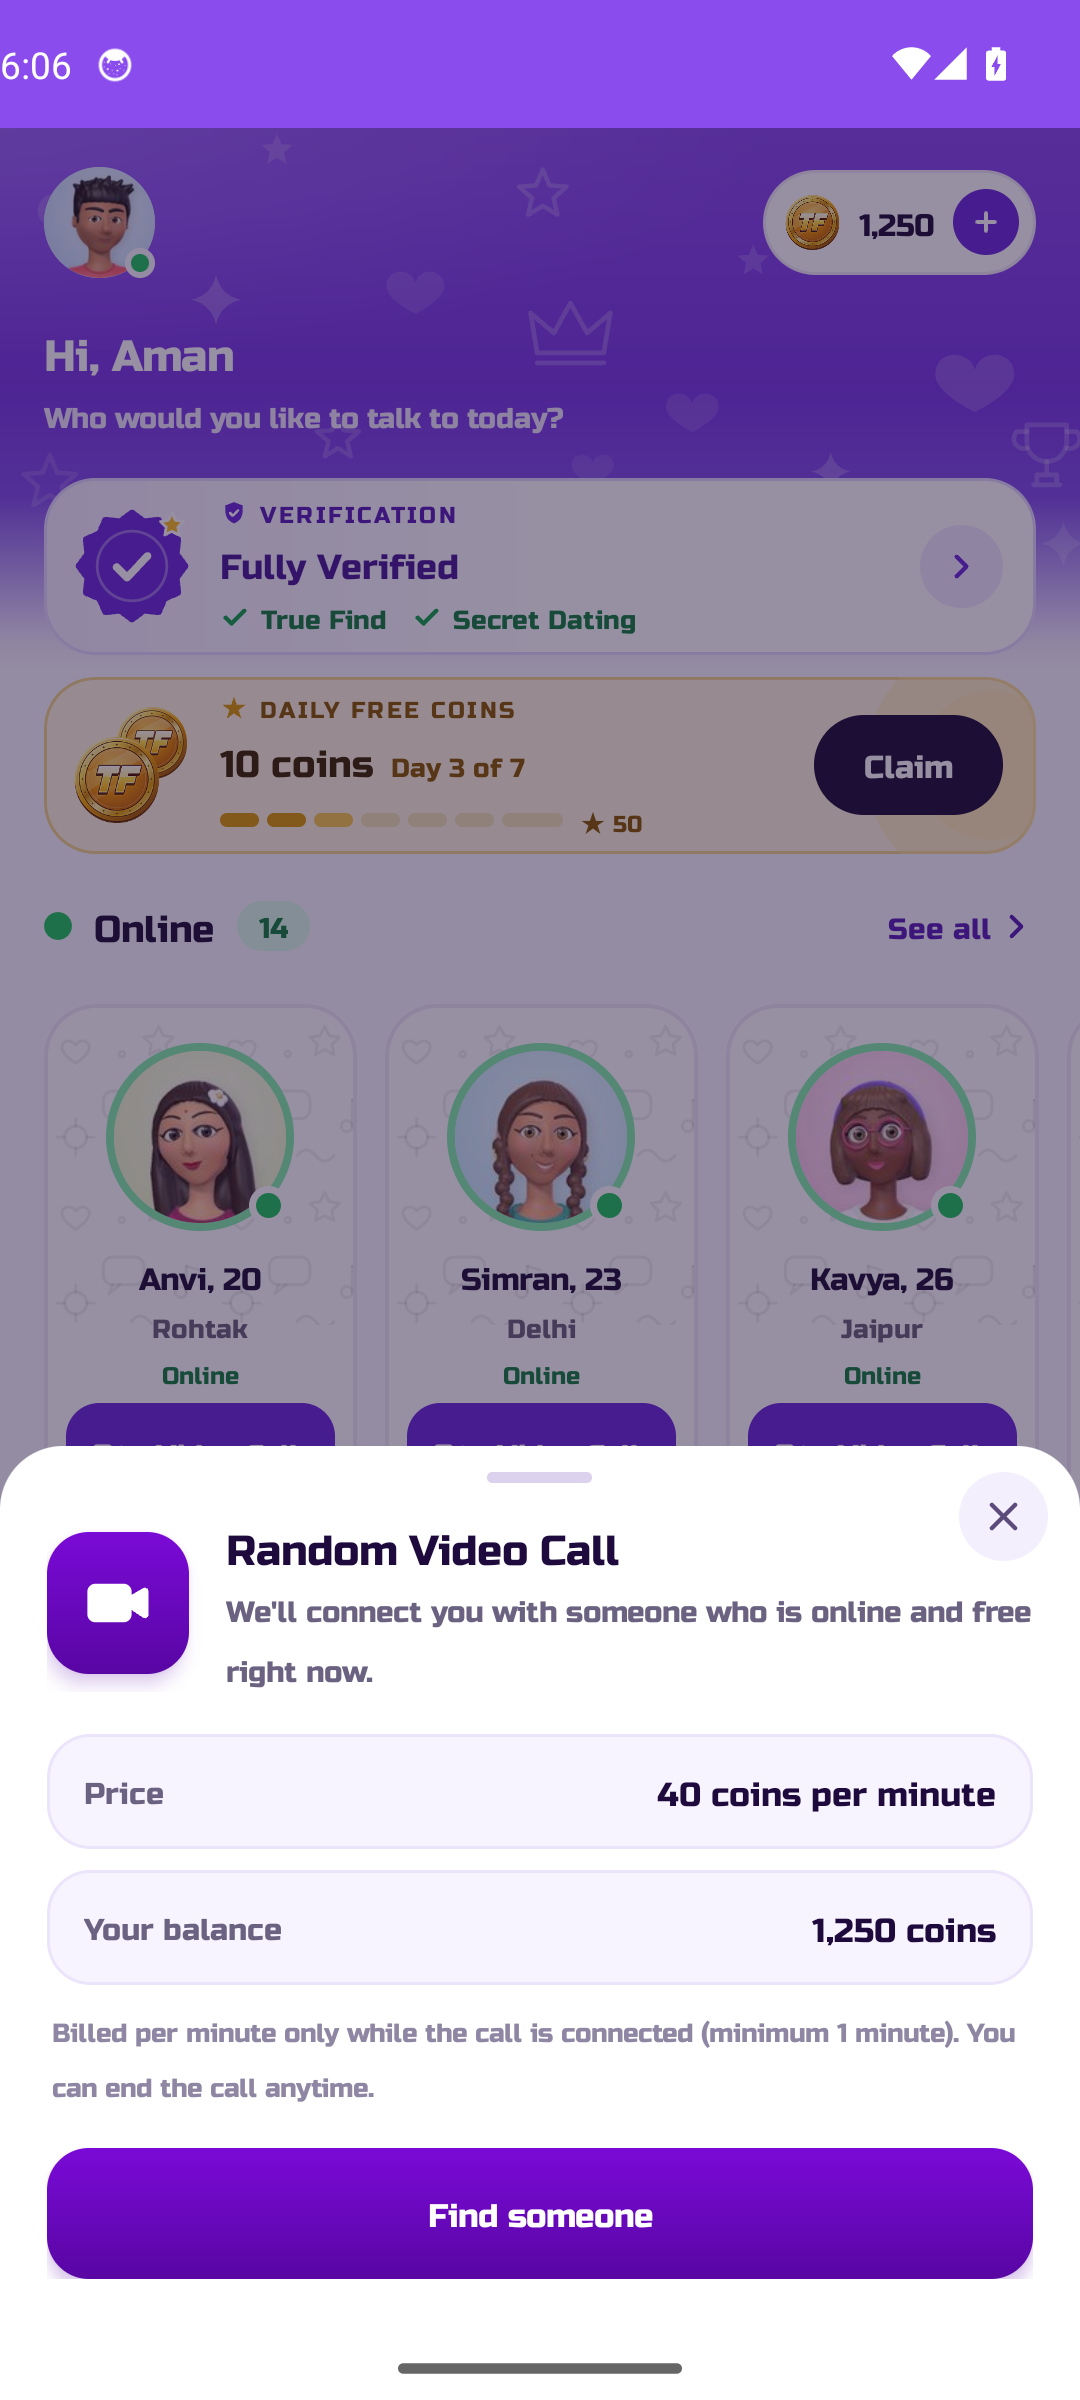 6:06
TF
1,250
Hi, Aman
Who would you like to talk to today?
VERIFICATION
Fully Verified
True Find
Secret Dating
DAILY FREE COINS
TF
TF
10 coins Day 3 of 7
Claim
50
Online 14
See all
Anvi, 20
Simran, 23
Kavya, 26
Rohtak
Delhi
Jaipur
Online
Online
Online
Random Video Call
We'll connect you with someone who is online and free
right now.
Price
40 coins per minute
Your balance
1,250 coins
Billed per minute only while the call is connected (minimum 1 minute). You
can end the call anytime.
Find someone